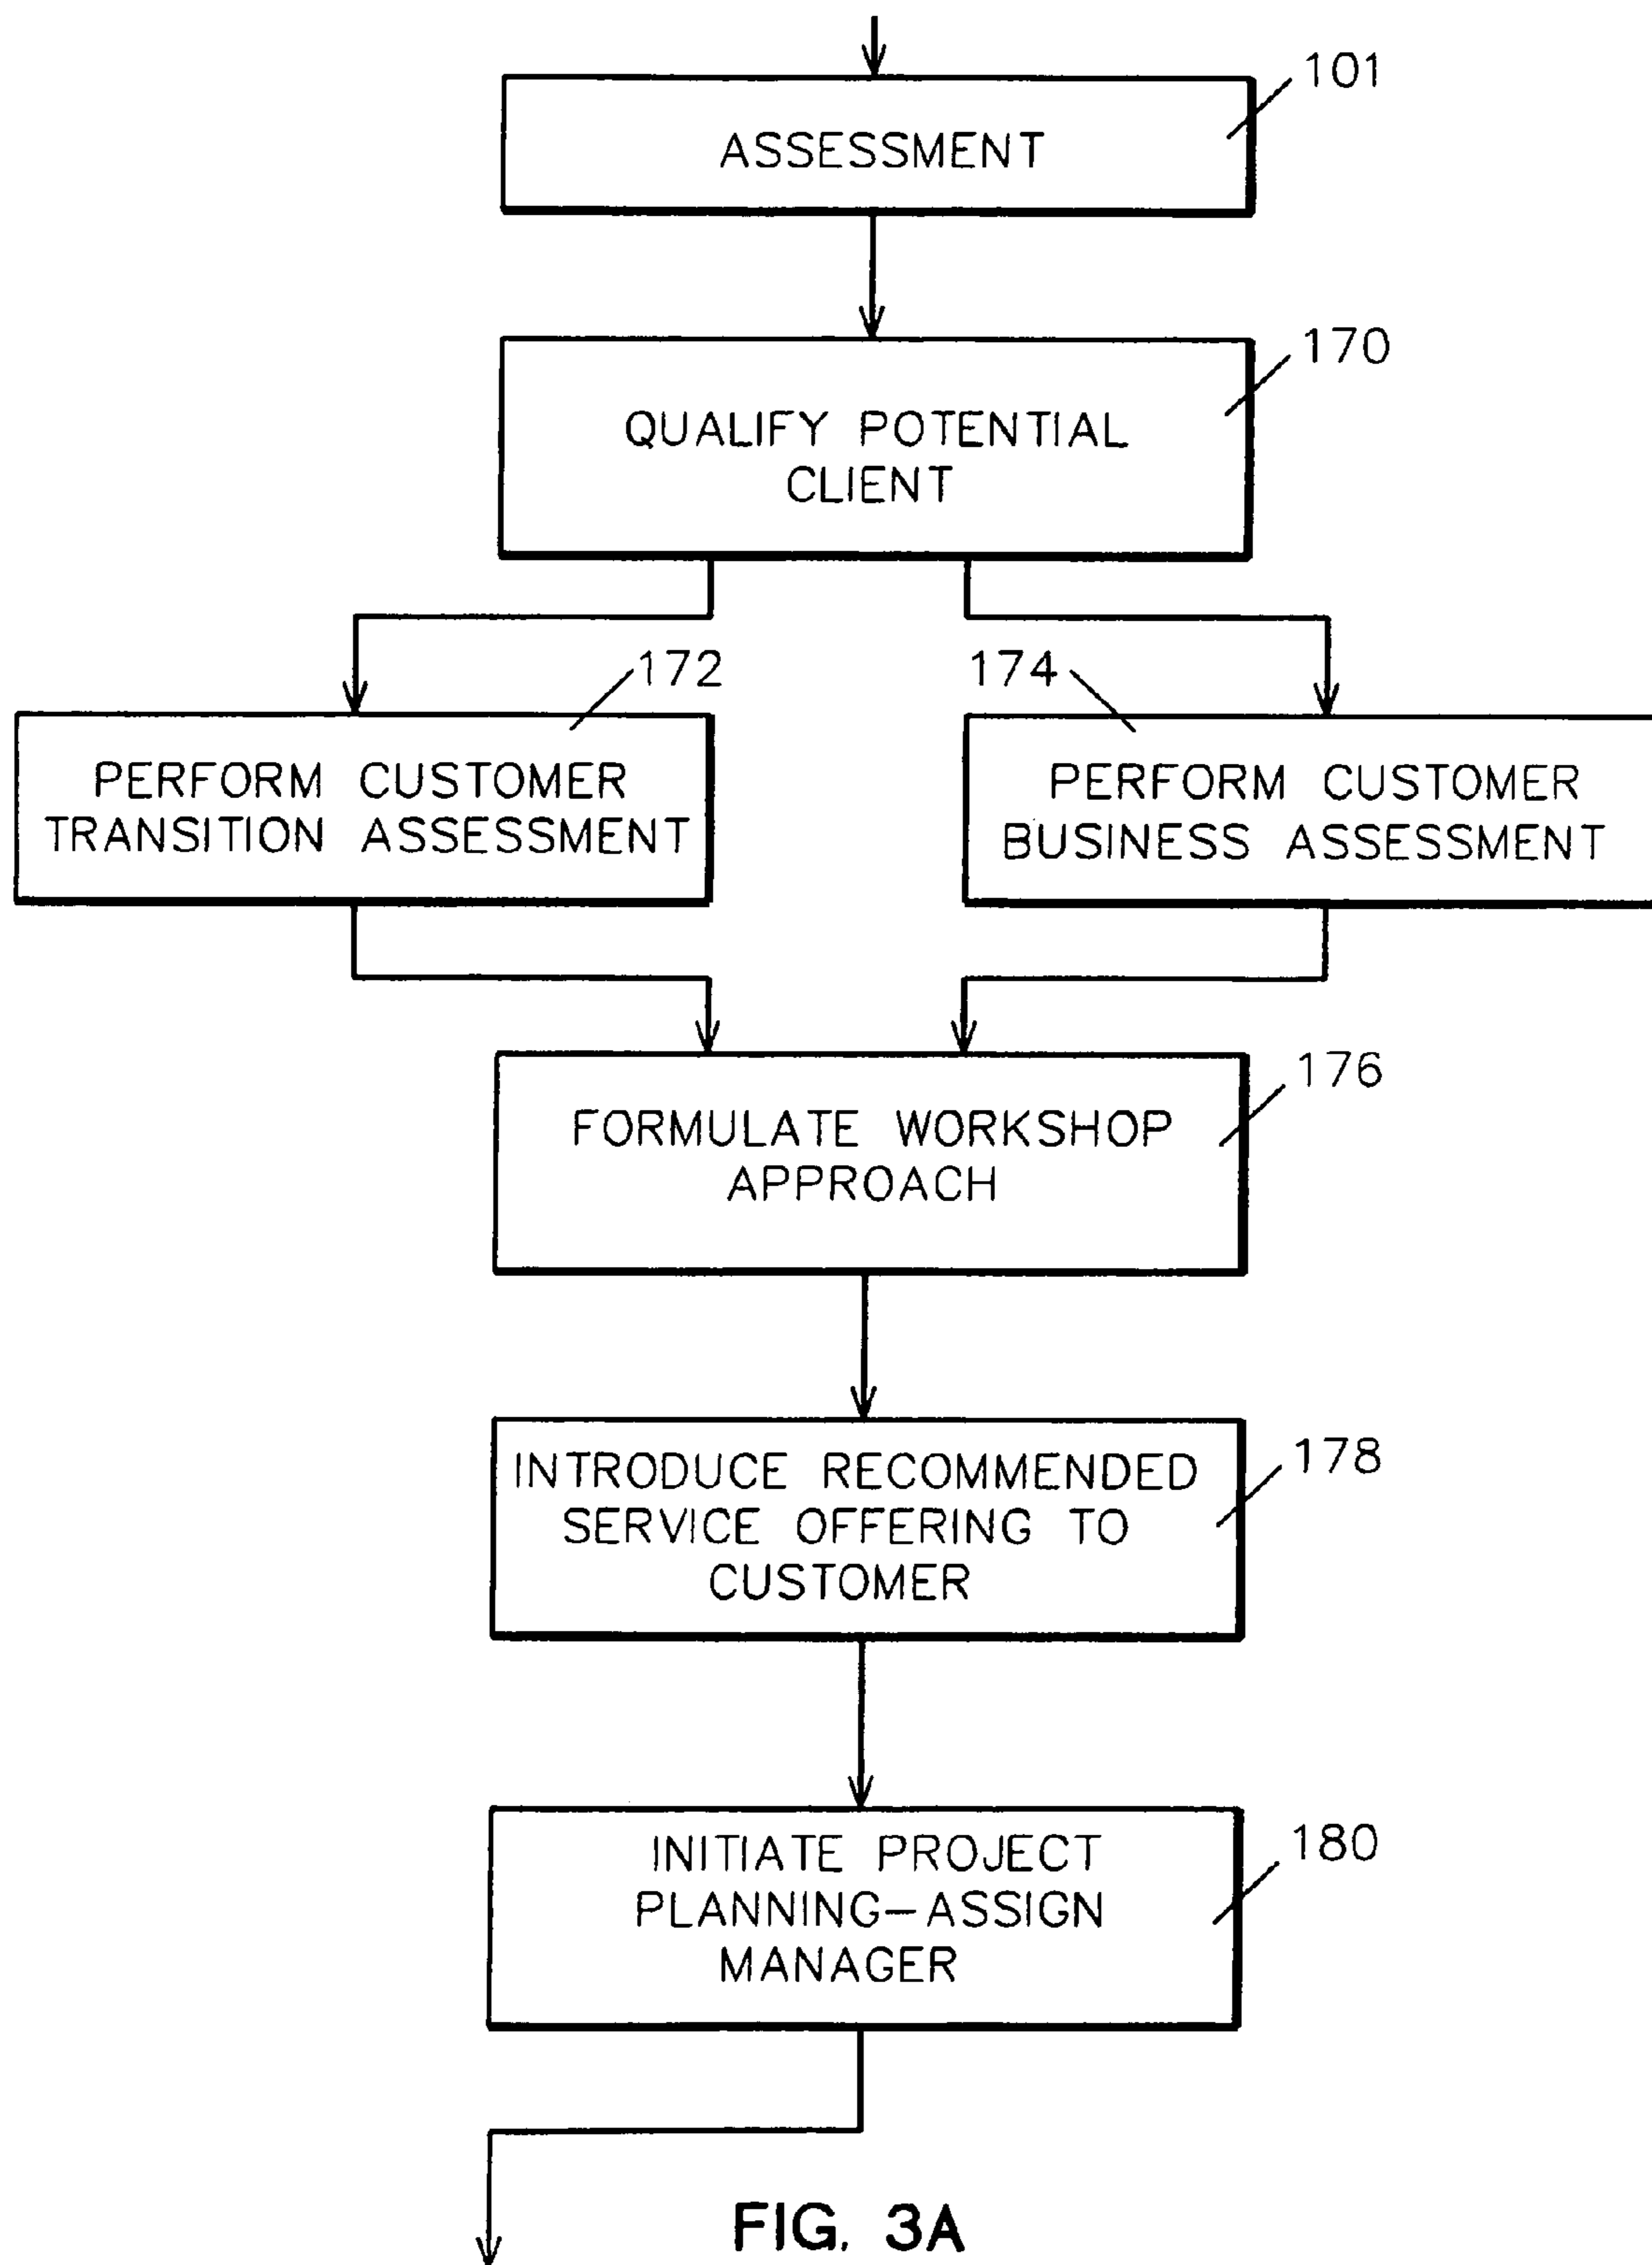 101
ASSESSMENT
170
QUALIFY POTENTIAL
CLIENT
172
174
PERFORM CUSTOMER
TRANSITION ASSESSMENT
PERFORM CUSTOMER
BUSINESS ASSESSMENT
176
FORMULATE WORKSHOP
APPROACH
178
INTRODUCE RECOMMENDED
SERVICE OFFERING TO
CUSTOMER
180
INITIATE PROJECT
PLANNING–ASSIGN
MANAGER
FIG. 3A